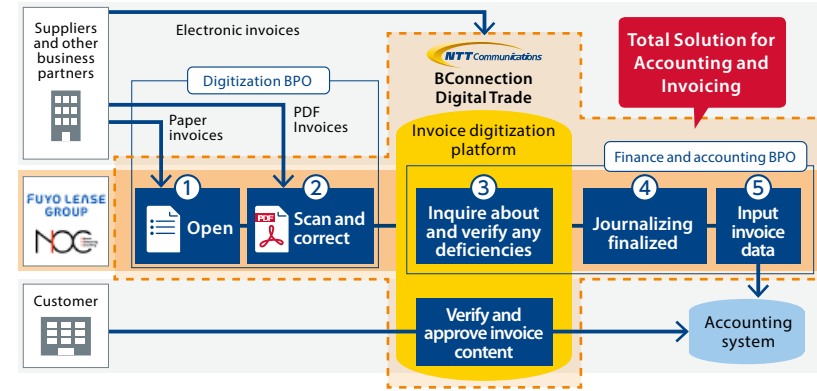 Suppliers
and other
business
partners
Electronic invoices
Digitization BPO
Paper
invoices
PDF
Invoices
NTT Communications
BConnection
Digital Trade
Total Solution for
Accounting and
Invoicing
Invoice digitization
platform
Finance and accounting BPO
FUYO LEASE
GROUP
NOC
1
Open
2
PDF
Scan and
correct
3
Inquire about
and verify any
deficiencies
4
Journalizing
finalized
5
Input
invoice
data
Customer
Verify and
approve invoice
content
Accounting
system